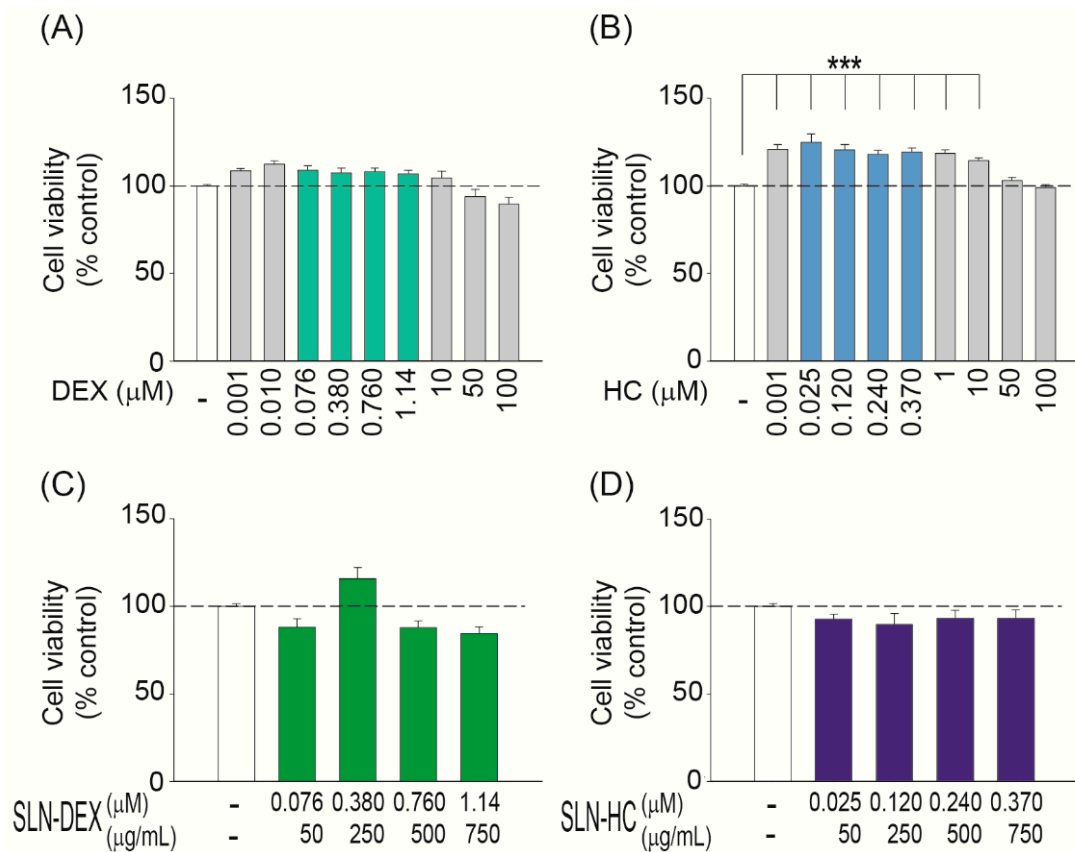 (A)
150
100
50
0
Cell viability
(% control)
DEX (μM)
-
0.001
0.010
0.076
0.380
0.760
1.14
10
50
100
(B)
***
150
100
50
0
Cell viability
(% control)
HC (μM)
-
0.001
0.025
0.120
0.240
0.370
1
10
50
100
(C)
150
100
50
0
Cell viability
(% control)
SLN-DEX (μM) - 0.076 0.380 0.760 1.14
(μg/mL) - 50 250 500 750
(D)
150
100
50
0
Cell viability
(% control)
SLN-HC (μM) - 0.025 0.120 0.240 0.370
(μg/mL) - 50 250 500 750